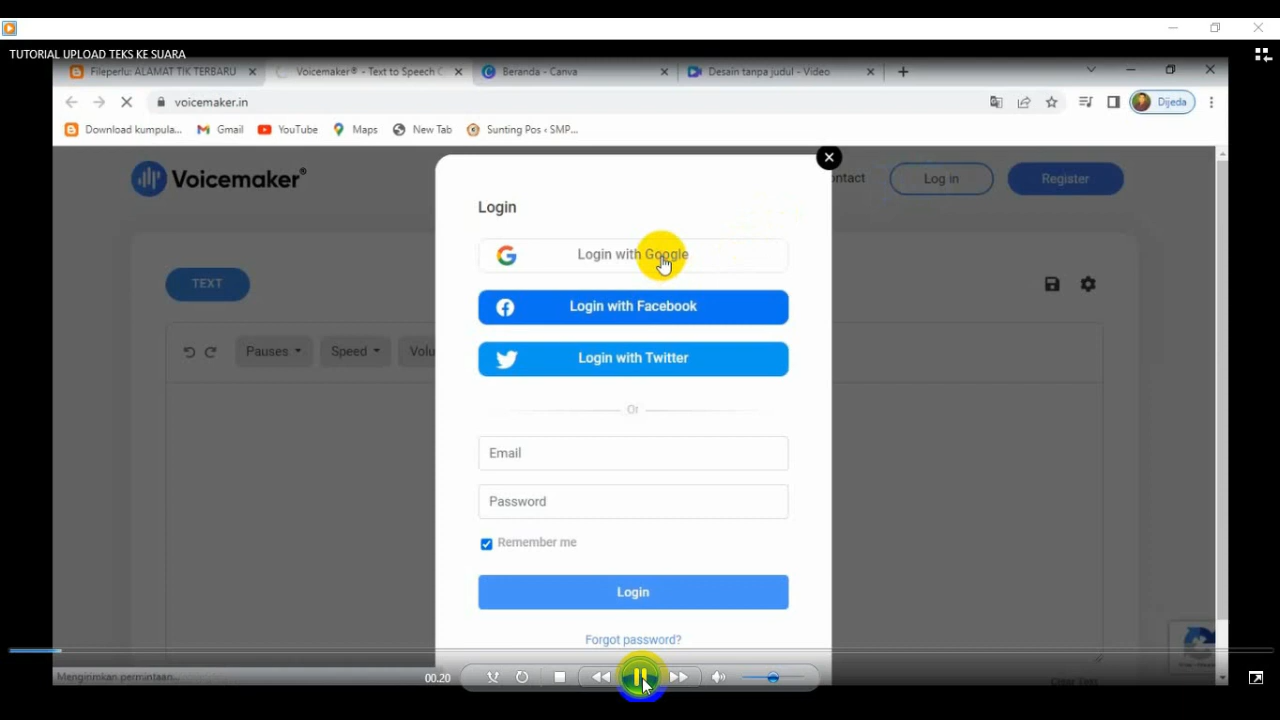 TUTORIAL UPLOAD TEKS KE SUARA
Fileperlu: ALAMAT TIK TERBARU
Voicemaker® - Text to Speech C
Beranda - Canva
Desain tanpa judul - Video
voicemaker.in
Dijeda
Download kumpula...
Gmail
YouTube
Maps
New Tab
Sunting Pos ‹ SMP...
Voicemaker®
ontact
Log in
Register
Login
Login with Google
TEXT
Login with Facebook
Pauses
Speed
Volu
Login with Twitter
Or
Email
Password
Remember me
Login
Forgot password?
Mengirimkan permintaan...
00.20
Clear Text